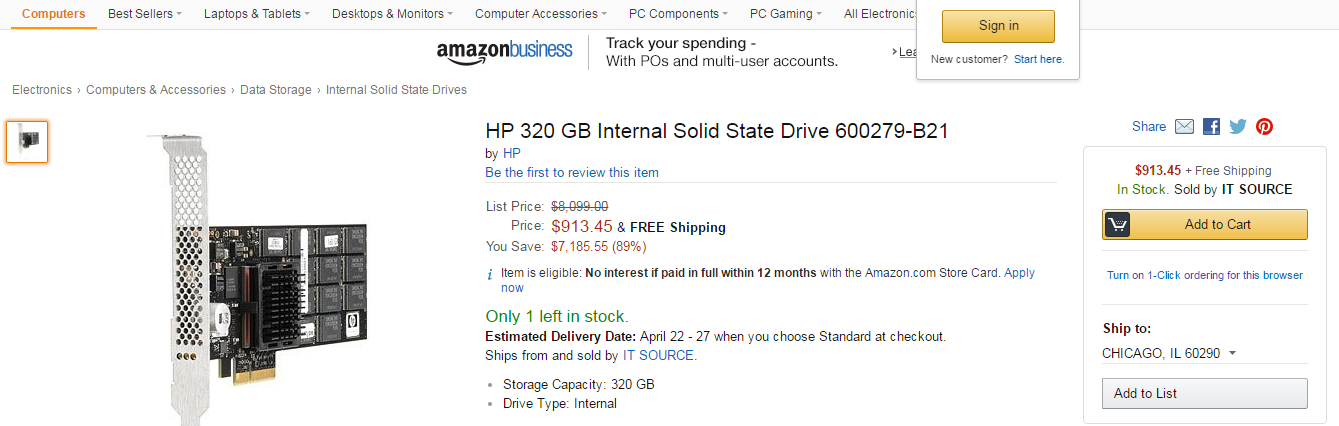 Computers Best Sellers Laptops & Tablets Desktops & Monitors Computer Accessories PC Components PC Gaming All Electronic
Sign in
New customer? Start here.
amazonbusiness
Track your spending -
With POs and multi-user accounts.
Lea
Electronics › Computers & Accessories › Data Storage › Internal Solid State Drives
HP 320 GB Internal Solid State Drive 600279-B21
by HP
Be the first to review this item
List Price: $8,099.00
Price: $913.45 & FREE Shipping
You Save: $7,185.55 (89%)
Item is eligible: No interest if paid in full within 12 months with the Amazon.com Store Card. Apply
now
Only 1 left in stock.
Estimated Delivery Date: April 22 - 27 when you choose Standard at checkout.
Ships from and sold by IT SOURCE.
• Storage Capacity: 320 GB
• Drive Type: Internal
Share
$913.45 + Free Shipping
In Stock. Sold by IT SOURCE
Add to Cart
Turn on 1-Click ordering for this browser
Ship to:
CHICAGO, IL 60290
Add to List